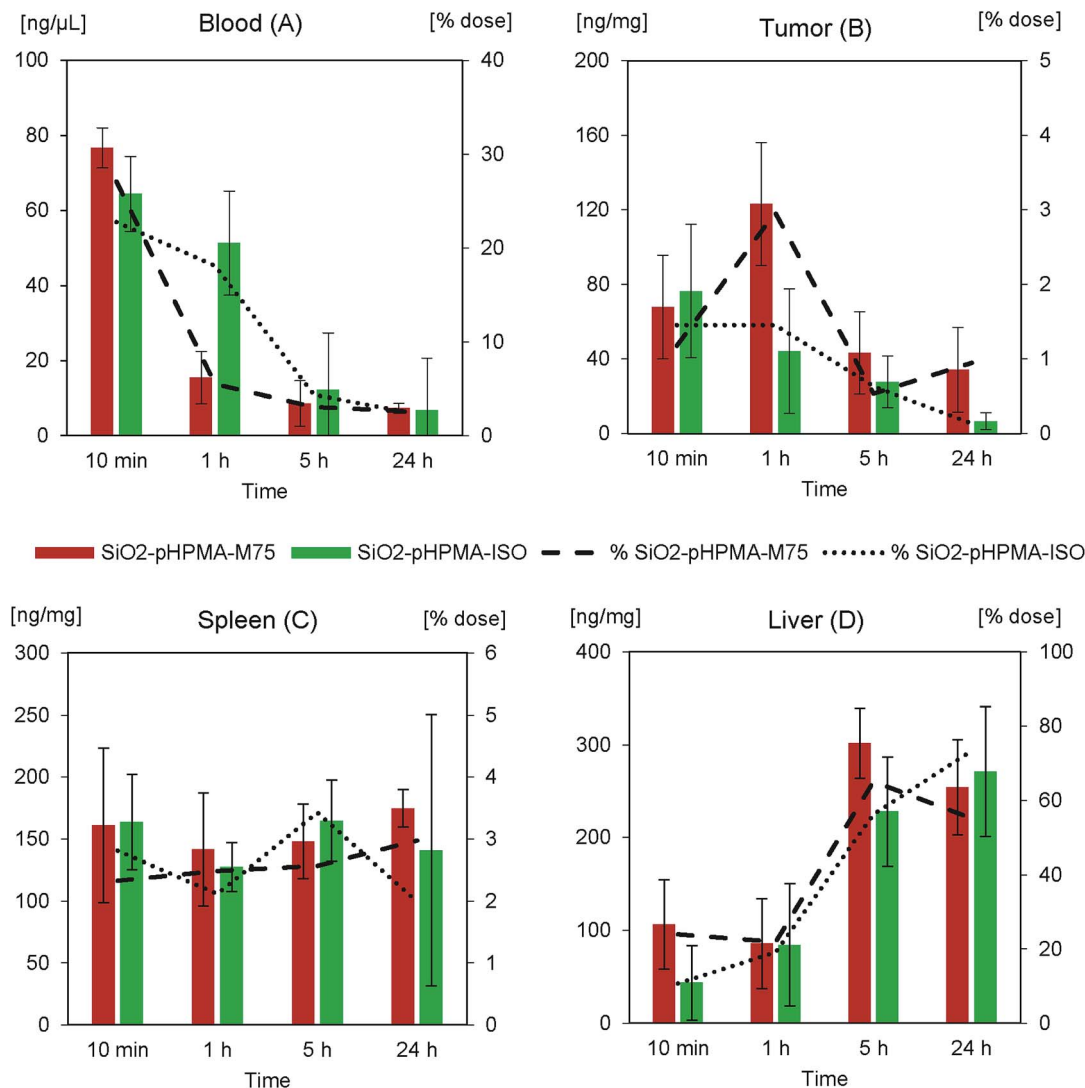 [ng/µL] Blood (A) [% dose]
100 40
80
30
60
20
40
10
20
0 0
10 min 1 h 5 h 24 h
Time
[ng/mg] Tumor (B) [% dose]
200 5
160 4
120 3
80 2
40 1
0 0
10 min 1 h 5 h 24 h
Time
SiO2-pHPMA-M75 SiO2-pHPMA-ISO % SiO2-pHPMA-M75 % SiO2-pHPMA-ISO
[ng/mg] Spleen (C) [% dose]
300 6
250 5
200 4
150 3
100 2
50 1
0 0
10 min 1 h 5 h 24 h
Time
[ng/mg] Liver (D) [% dose]
400 100
80
300
60
200
40
100
20
0 0
10 min 1 h 5 h 24 h
Time